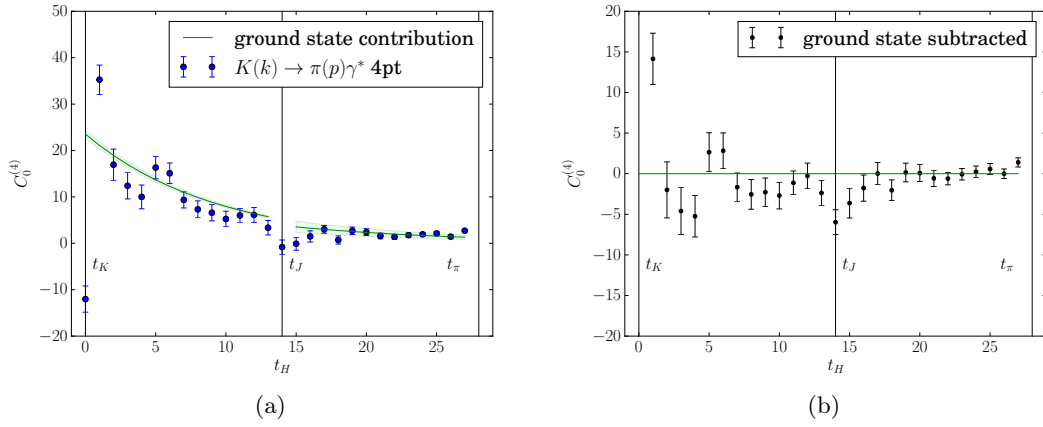 50
40
30
20
10
0
−10
−20
C_0^{(4)}
0 5 10 15 20 25
t_H
ground state contribution
K(k) → π(p)γ* 4pt
t_K
t_J
t_π
(a)
20
15
10
5
0
−5
−10
−15
−20
C_0^{(4)}
0 5 10 15 20 25
t_H
ground state subtracted
t_K
t_J
t_π
(b)